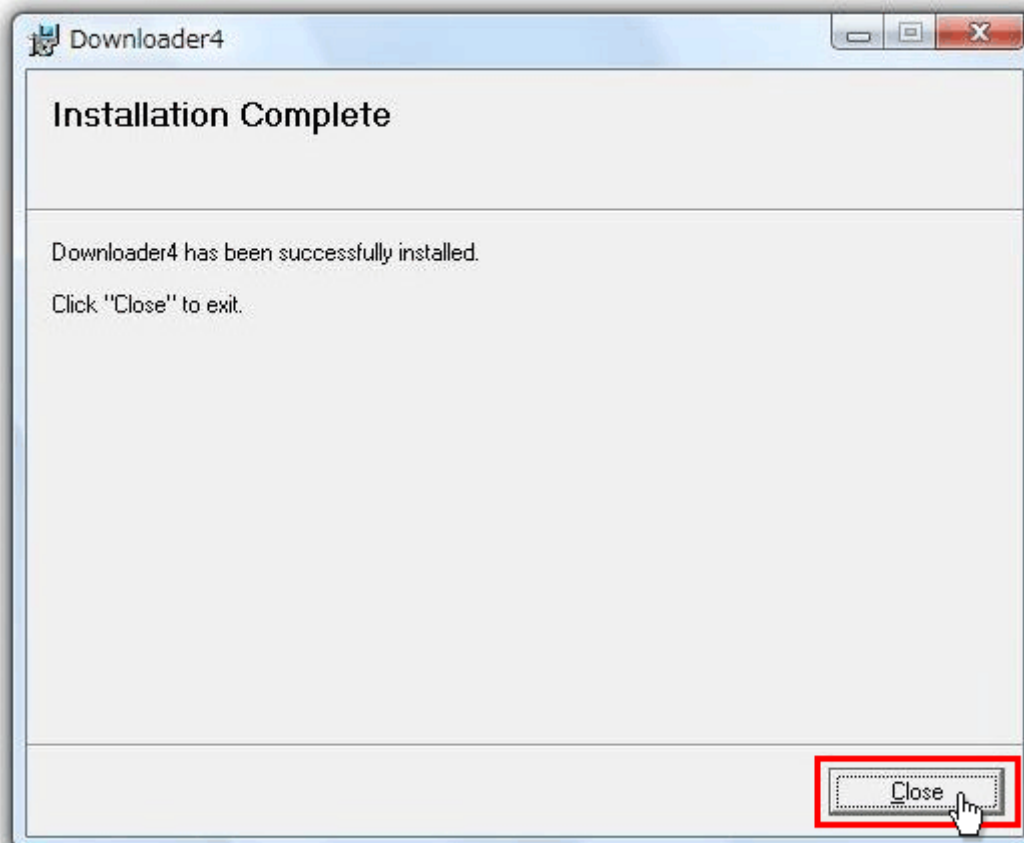 Downloader4
Installation Complete
Downloader4 has been successfully installed.
Click "Close" to exit.
Close